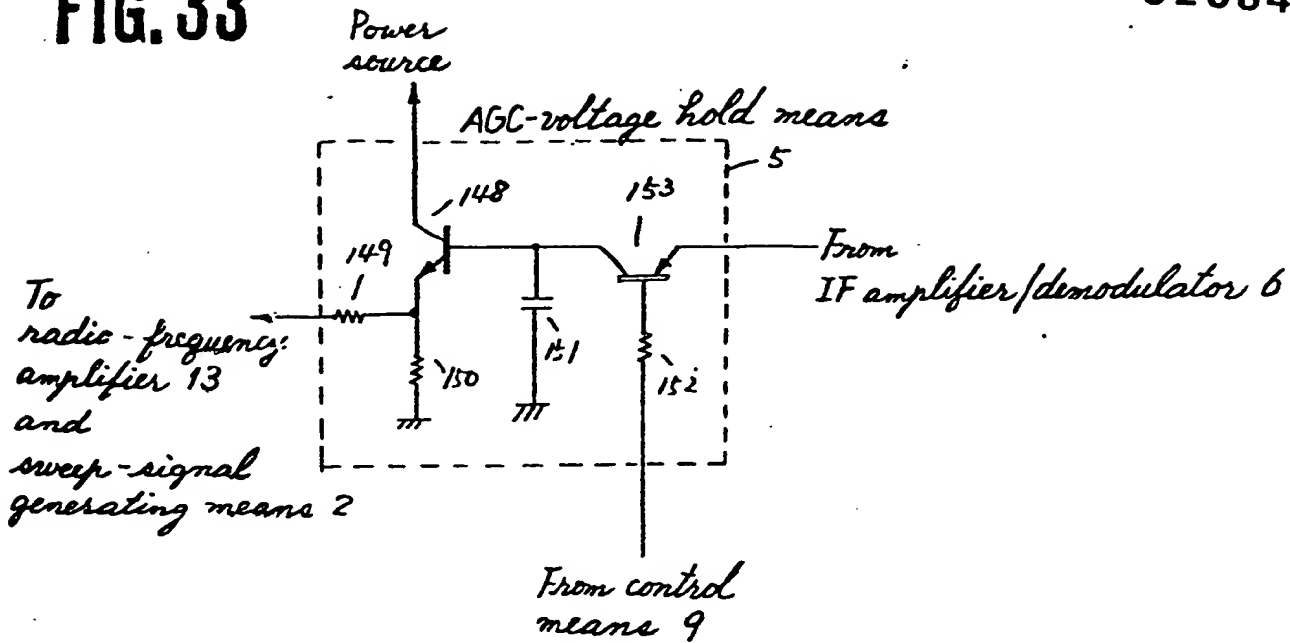 FIG. 33
Power
source
AGC-voltage hold means
5
148
153
149
From
IF amplifier/demodulator 6
To
radio-frequency
amplifier 13
and
sweep-signal
generating means 2
150
151
152
From control
means 9